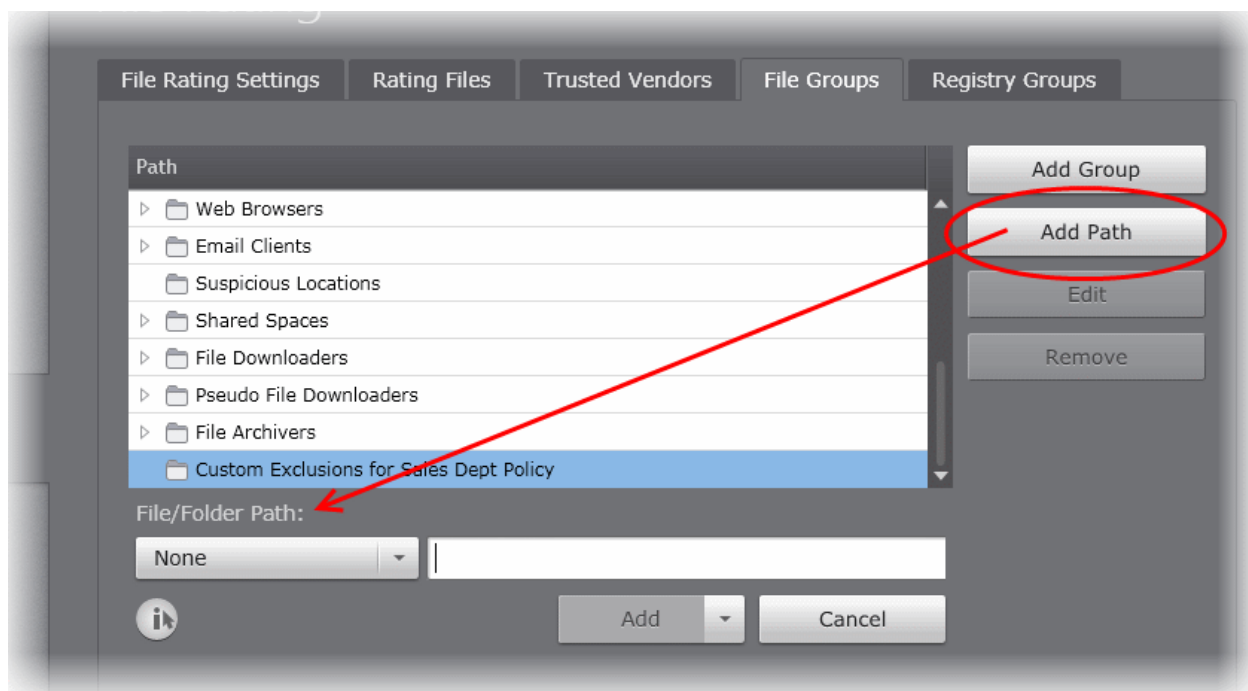 File Rating Settings
Rating Files
Trusted Vendors
File Groups
Registry Groups
Path
Web Browsers
Email Clients
Suspicious Locations
Shared Spaces
File Downloaders
Pseudo File Downloaders
File Archivers
Custom Exclusions for Sales Dept Policy
Add Group
Add Path
Edit
Remove
File/Folder Path:
None
Add
Cancel